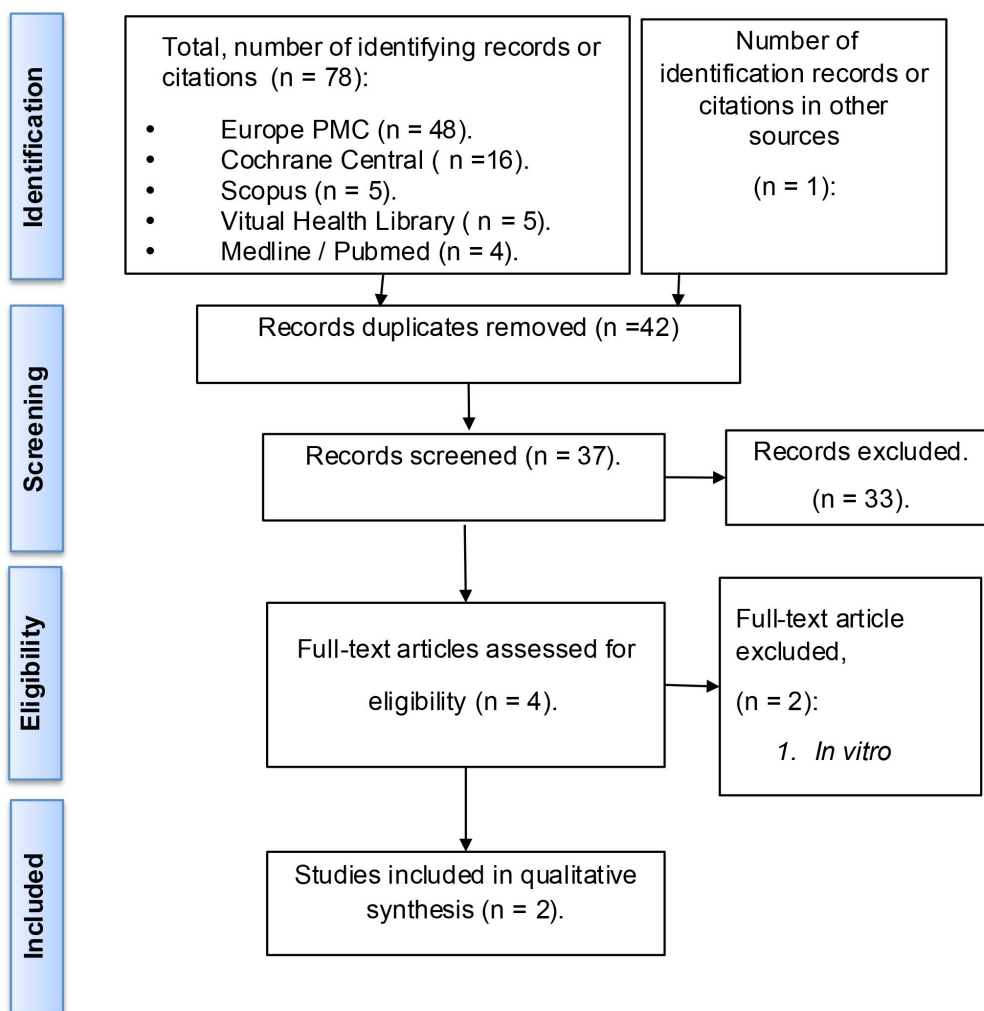 Identification
Total, number of identifying records or
citations (n = 78):
• Europe PMC (n = 48).
• Cochrane Central ( n =16).
• Scopus (n = 5).
• Vitual Health Library ( n = 5).
• Medline / Pubmed (n = 4).
Number of
identification records or
citations in other
sources
(n = 1):
Screening
Records duplicates removed (n =42)
Records screened (n = 37).
Records excluded.
(n = 33).
Eligibility
Full-text articles assessed for
eligibility (n = 4).
Full-text article
excluded,
(n = 2):
1. In vitro
Included
Studies included in qualitative
synthesis (n = 2).